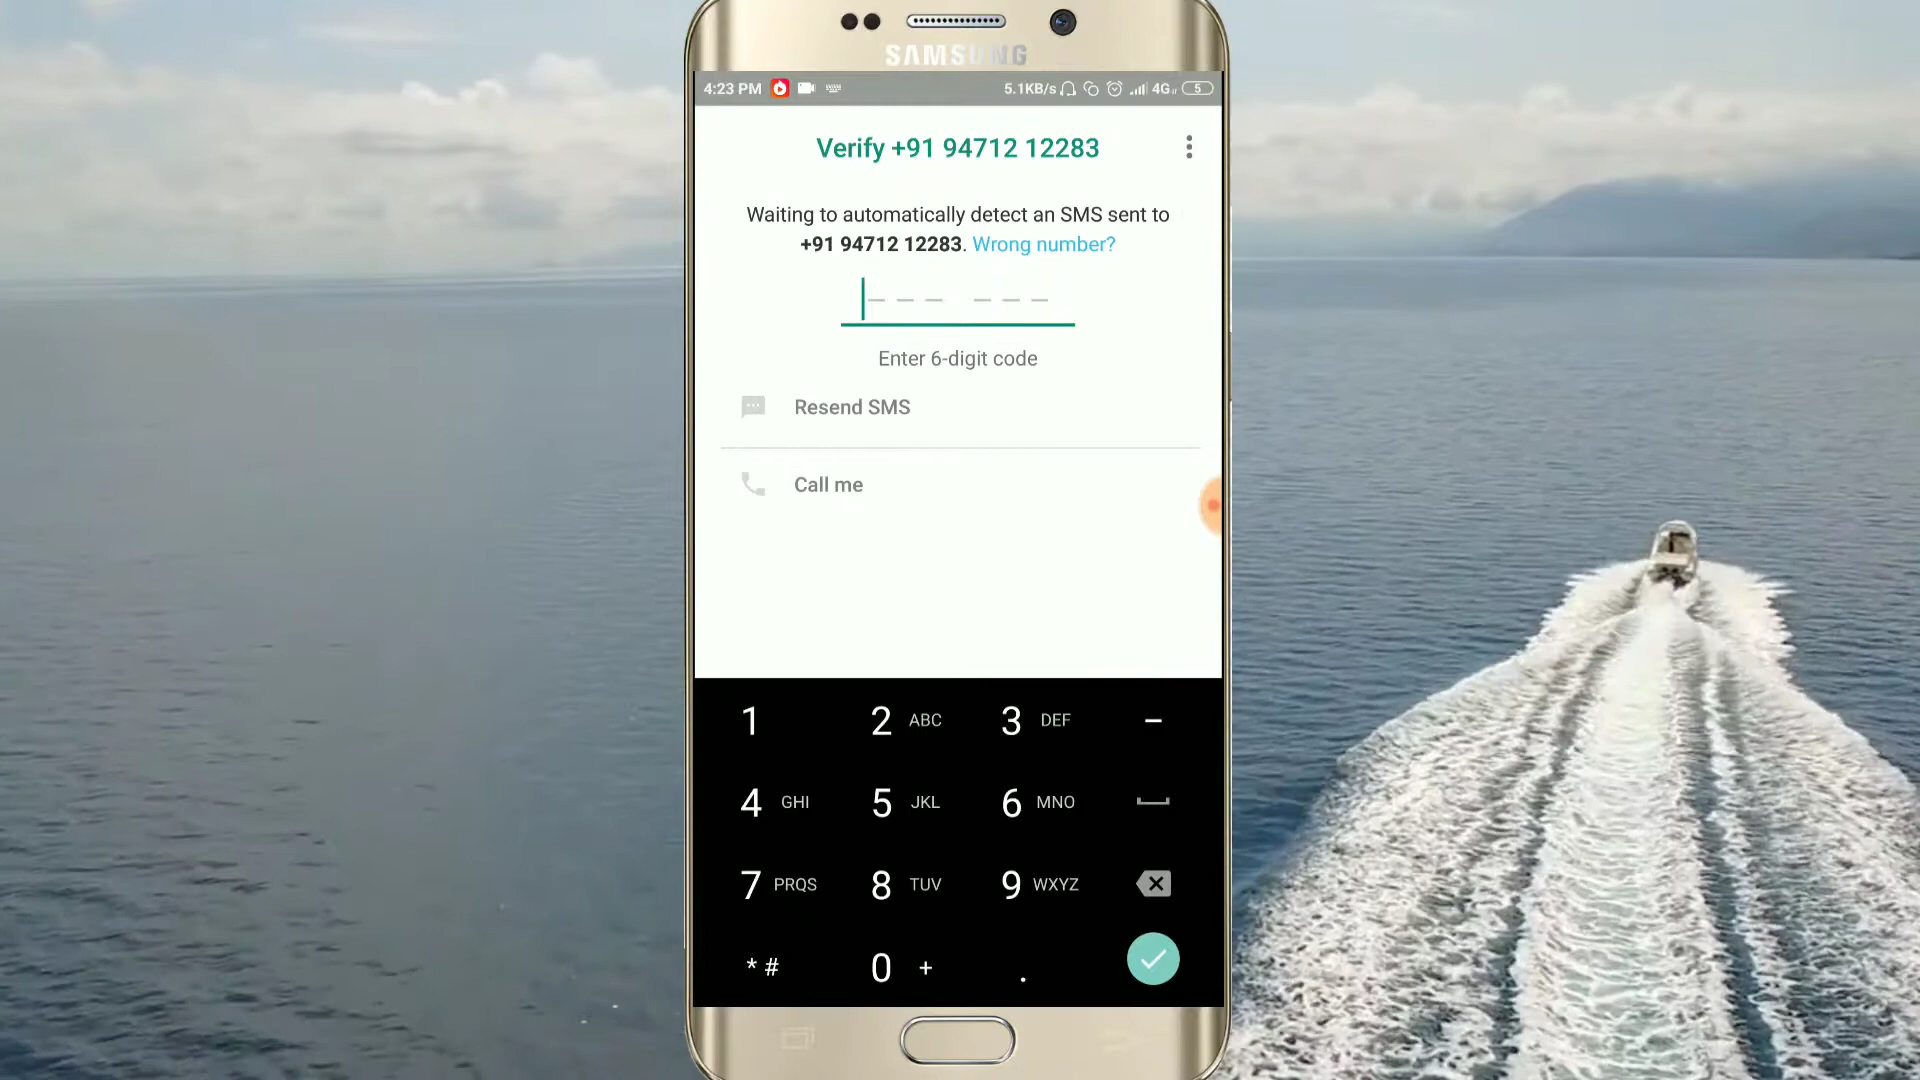 SAMSUNG
4:23 PM 5.1KB/s 4G 5
Verify +91 94712 12283
Waiting to automatically detect an SMS sent to
+91 94712 12283. Wrong number?
Enter 6-digit code
Resend SMS
Call me
1 2 ABC 3 DEF –
4 GHI 5 JKL 6 MNO
7 PRQS 8 TUV 9 WXYZ
* # 0 + .